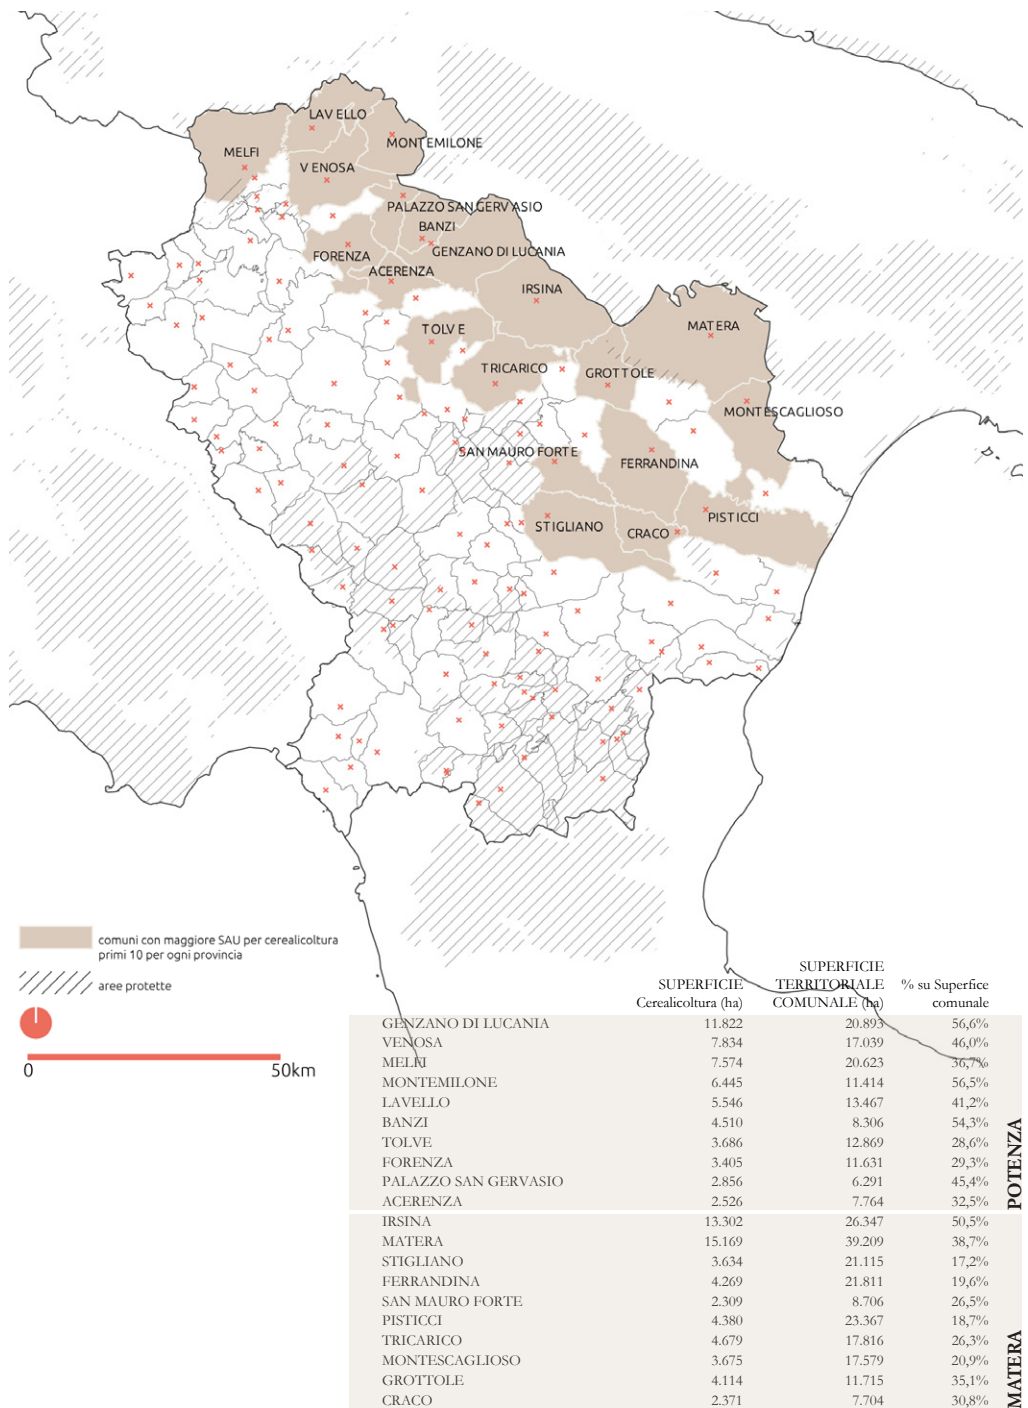 LAVELLO
MONTEMILONE
MELFI
VENOSA
PALAZZO SAN GERVASIO
BANZI
GENZANO DI LUCANIA
FORENZA
ACERENZA
IRSINA
TOLVE
MATERA
TRICARICO
GROTTOLE
MONTESCAGLIOSO
SAN MAURO FORTE
FERRANDINA
PISTICCI
STIGLIANO
CRACO
comuni con maggiore SAU per cerealicoltura
primi 10 per ogni provincia
aree protette
0 50km
SUPERFICIE Cerealicoltura (ha) SUPERFICIE TERRITORIALE COMUNALE (ha) % su Superfice comunale
GENZANO DI LUCANIA 11.822 20.893 56,6%
VENOSA 7.834 17.039 46,0%
MELFI 7.574 20.623 36,7%
MONTEMILONE 6.445 11.414 56,5%
LAVELLO 5.546 13.467 41,2%
BANZI 4.510 8.306 54,3%
TOLVE 3.686 12.869 28,6%
FORENZA 3.405 11.631 29,3%
PALAZZO SAN GERVASIO 2.856 6.291 45,4%
ACERENZA 2.526 7.764 32,5%
POTENZA
IRSINA 13.302 26.347 50,5%
MATERA 15.169 39.209 38,7%
STIGLIANO 3.634 21.115 17,2%
FERRANDINA 4.269 21.811 19,6%
SAN MAURO FORTE 2.309 8.706 26,5%
PISTICCI 4.380 23.367 18,7%
TRICARICO 4.679 17.816 26,3%
MONTESCAGLIOSO 3.675 17.579 20,9%
GROTTOLE 4.114 11.715 35,1%
CRACO 2.371 7.704 30,8%
MATERA